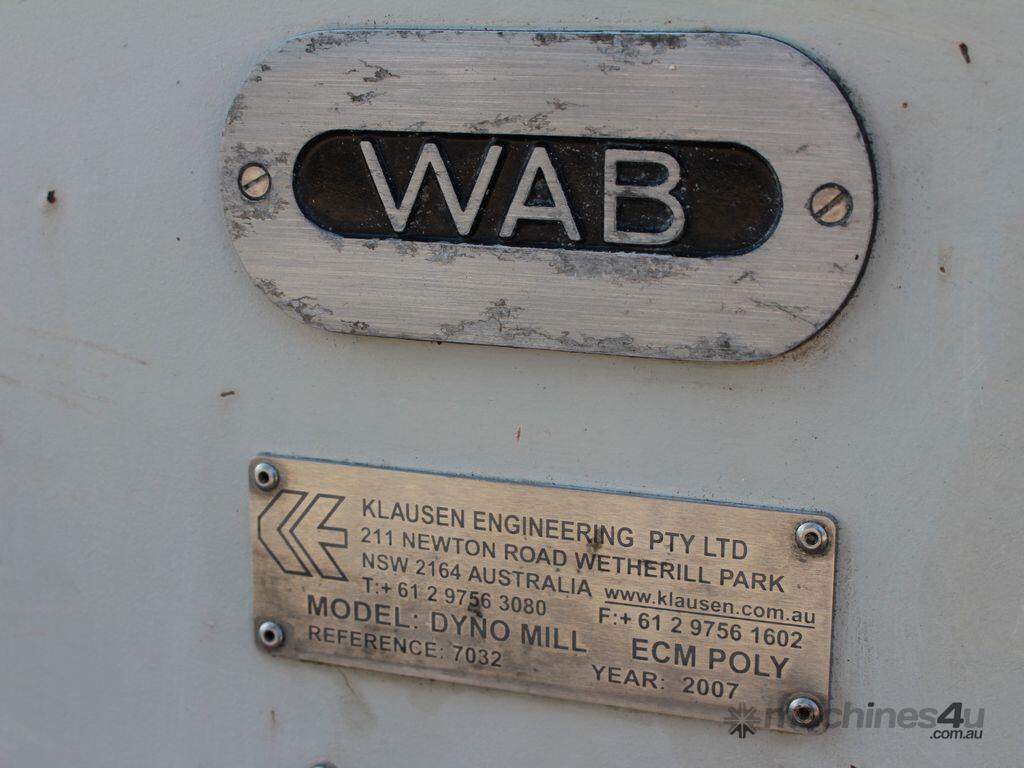 WAB
KLAUSEN ENGINEERING PTY LTD
211 NEWTON ROAD WETHERILL PARK
NSW 2164 AUSTRALIA www.klausen.com.au
T:+ 61 2 9756 3080 F:+ 61 2 9756 1602
MODEL: DYNO MILL ECM POLY
REFERENCE: 7032 YEAR: 2007
machines4u
.com.au